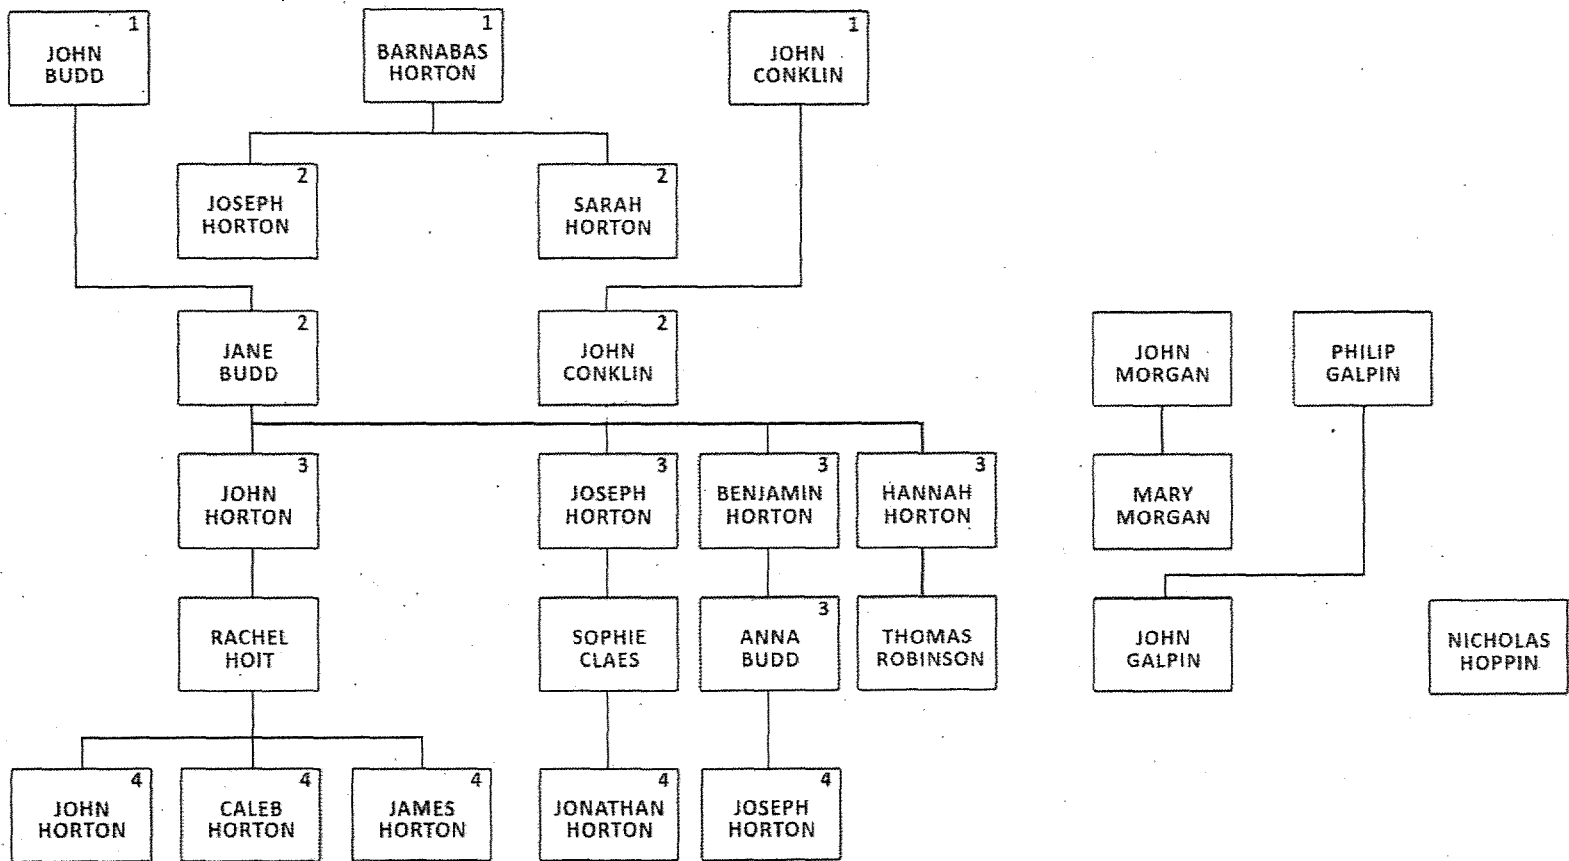 1
JOHN
BUDD
1
BARNABAS
HORTON
1
JOHN
CONKLIN
2
JOSEPH
HORTON
2
SARAH
HORTON
2
JANE
BUDD
2
JOHN
CONKLIN
JOHN
MORGAN
PHILIP
GALPIN
3
JOHN
HORTON
3
JOSEPH
HORTON
3
BENJAMIN
HORTON
3
HANNAH
HORTON
MARY
MORGAN
RACHEL
HOIT
SOPHIE
CLAES
3
ANNA
BUDD
THOMAS
ROBINSON
JOHN
GALPIN
NICHOLAS
HOPPIN
4
JOHN
HORTON
4
CALEB
HORTON
4
JAMES
HORTON
4
JONATHAN
HORTON
4
JOSEPH
HORTON